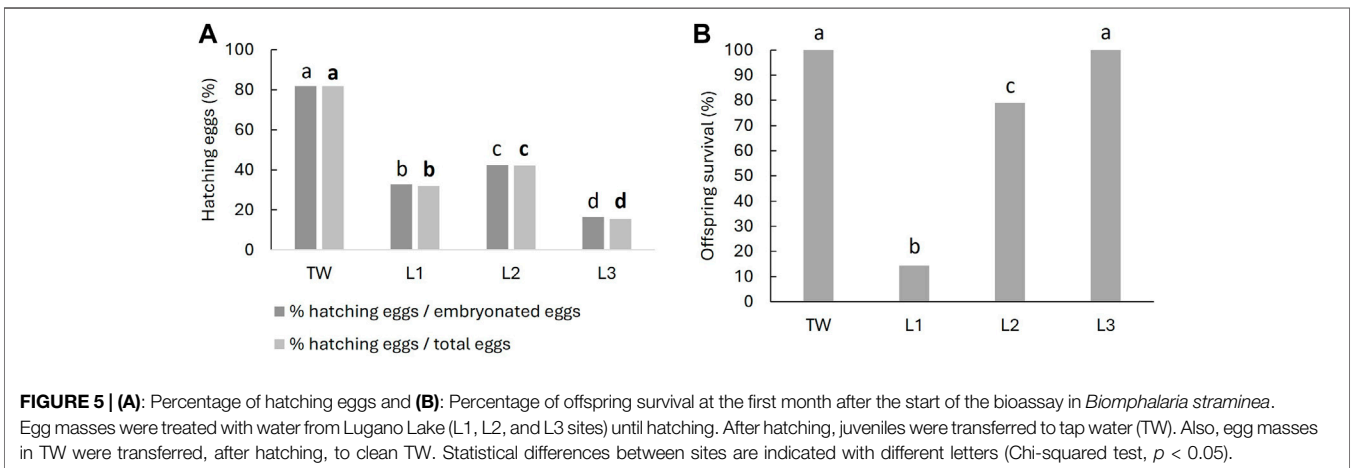 A
100
80
60
40
20
0
Hatching eggs (%)
a a
b b
c c
d d
TW L1 L2 L3
% hatching eggs / embryonated eggs
% hatching eggs / total eggs
B
100
90
80
70
60
50
40
30
20
10
0
Offspring survival (%)
a
b
c
a
TW L1 L2 L3
FIGURE 5 | (A): Percentage of hatching eggs and (B): Percentage of offspring survival at the first month after the start of the bioassay in Biomphalaria straminea.
Egg masses were treated with water from Lugano Lake (L1, L2, and L3 sites) until hatching. After hatching, juveniles were transferred to tap water (TW). Also, egg masses
in TW were transferred, after hatching, to clean TW. Statistical differences between sites are indicated with different letters (Chi-squared test, p < 0.05).